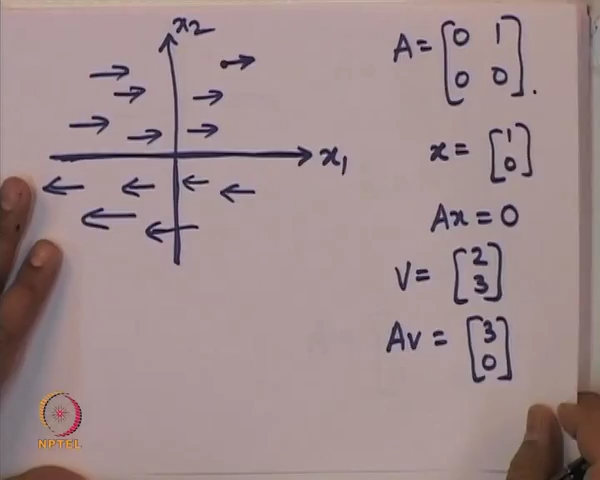 x₂
x₁
A = [0 1
0 0].
x = [1
0]
Ax = 0
V = [2
3]
Av = [3
0]
NPTEL